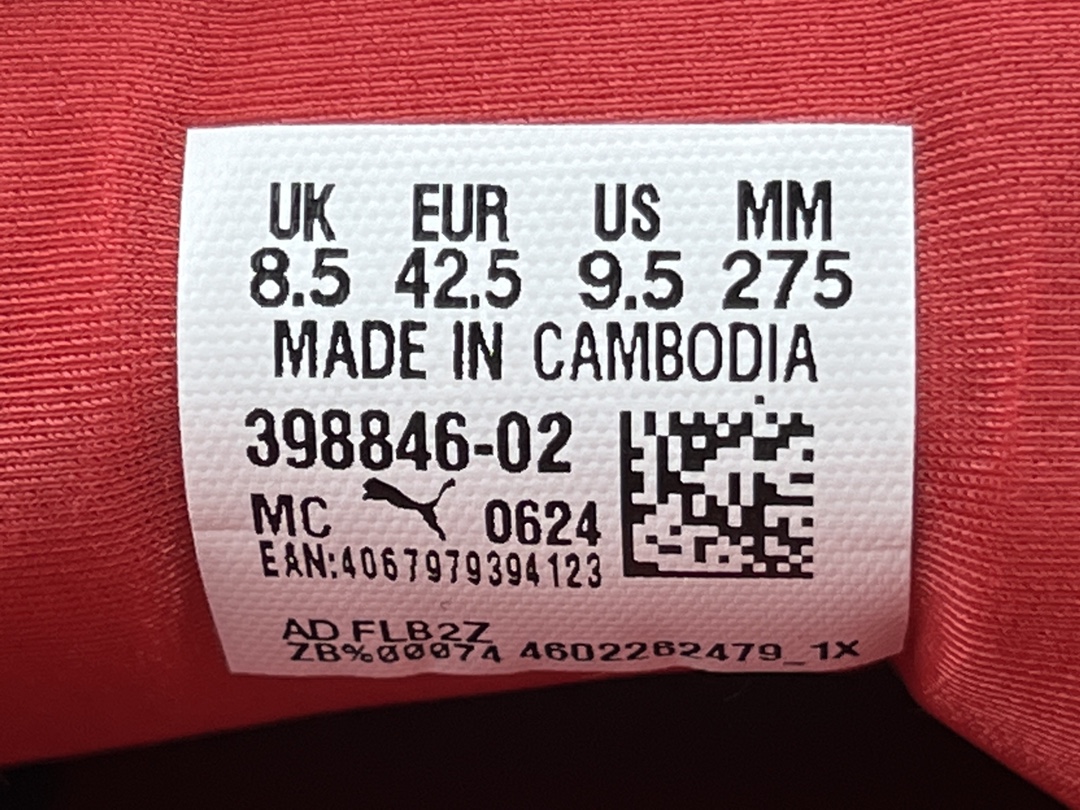 UK EUR US MM
8.5 42.5 9.5 275
MADE IN CAMBODIA
398846-02
MC 0624
EAN:4067979394123
AD FLB2Z
ZB%00074 4602262479_1X